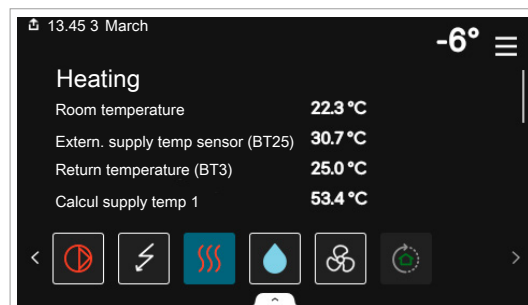 13.45 3 March
-6°
Heating
Room temperature 22.3 °C
Extern. supply temp sensor (BT25) 30.7 °C
Return temperature (BT3) 25.0 °C
Calcul supply temp 1 53.4 °C